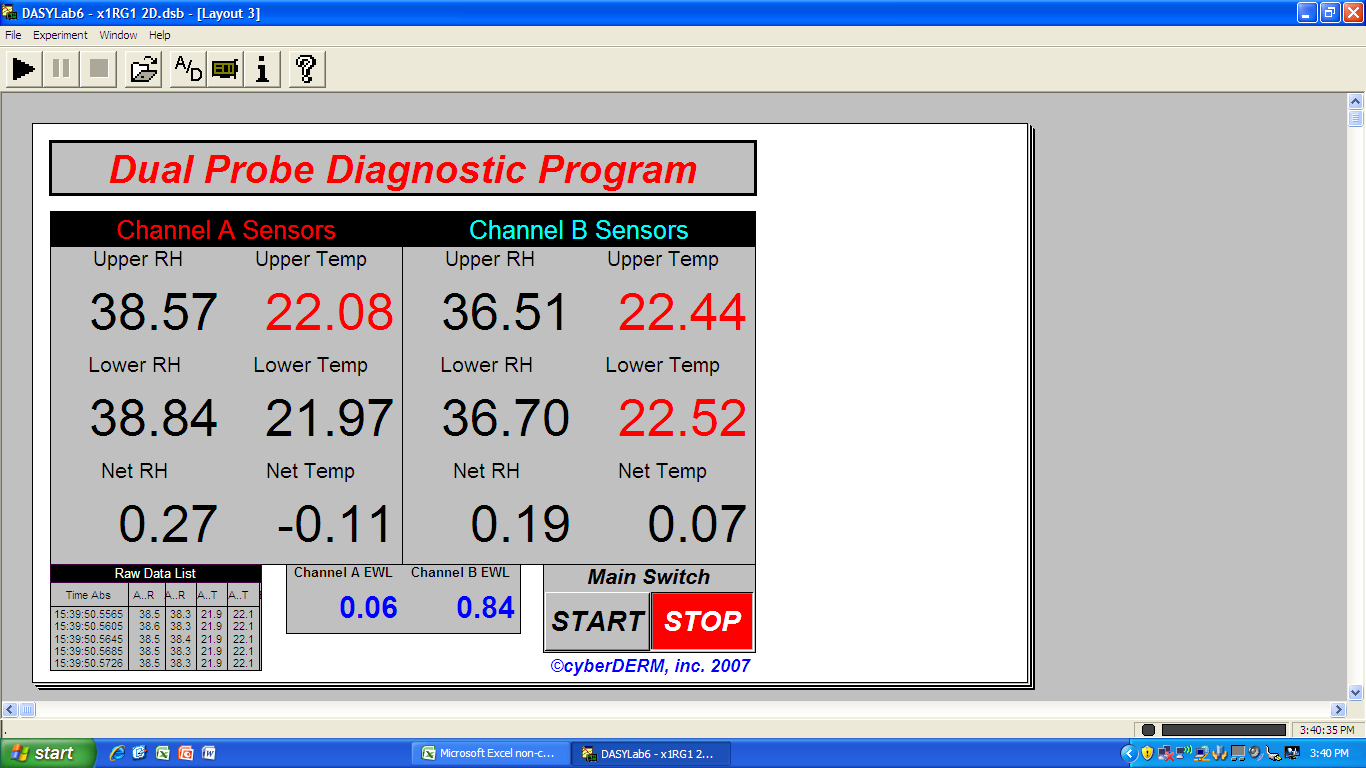 DASYLab6 - x1RG1 2D.dsb - [Layout 3]
File Experiment Window Help
A/D
Dual Probe Diagnostic Program
Channel A Sensors Channel B Sensors
Upper RH Upper Temp Upper RH Upper Temp
38.57 22.08 36.51 22.44
Lower RH Lower Temp Lower RH Lower Temp
38.84 21.97 36.70 22.52
Net RH Net Temp Net RH Net Temp
0.27 -0.11 0.19 0.07
Raw Data List
Time Abs A..R A..R A..T A..T
15:39:50.5565 38.5 38.3 21.9 22.1
15:39:50.5605 38.6 38.3 21.9 22.1
15:39:50.5645 38.5 38.4 21.9 22.1
15:39:50.5685 38.5 38.3 21.9 22.1
15:39:50.5726 38.5 38.3 21.9 22.1
Channel A EWL Channel B EWL
0.06 0.84
Main Switch
START STOP
©cyberDERM, inc. 2007
3:40:35 PM
start
Microsoft Excel non-c...
DASYLab6 - x1RG1 2...
3:40 PM